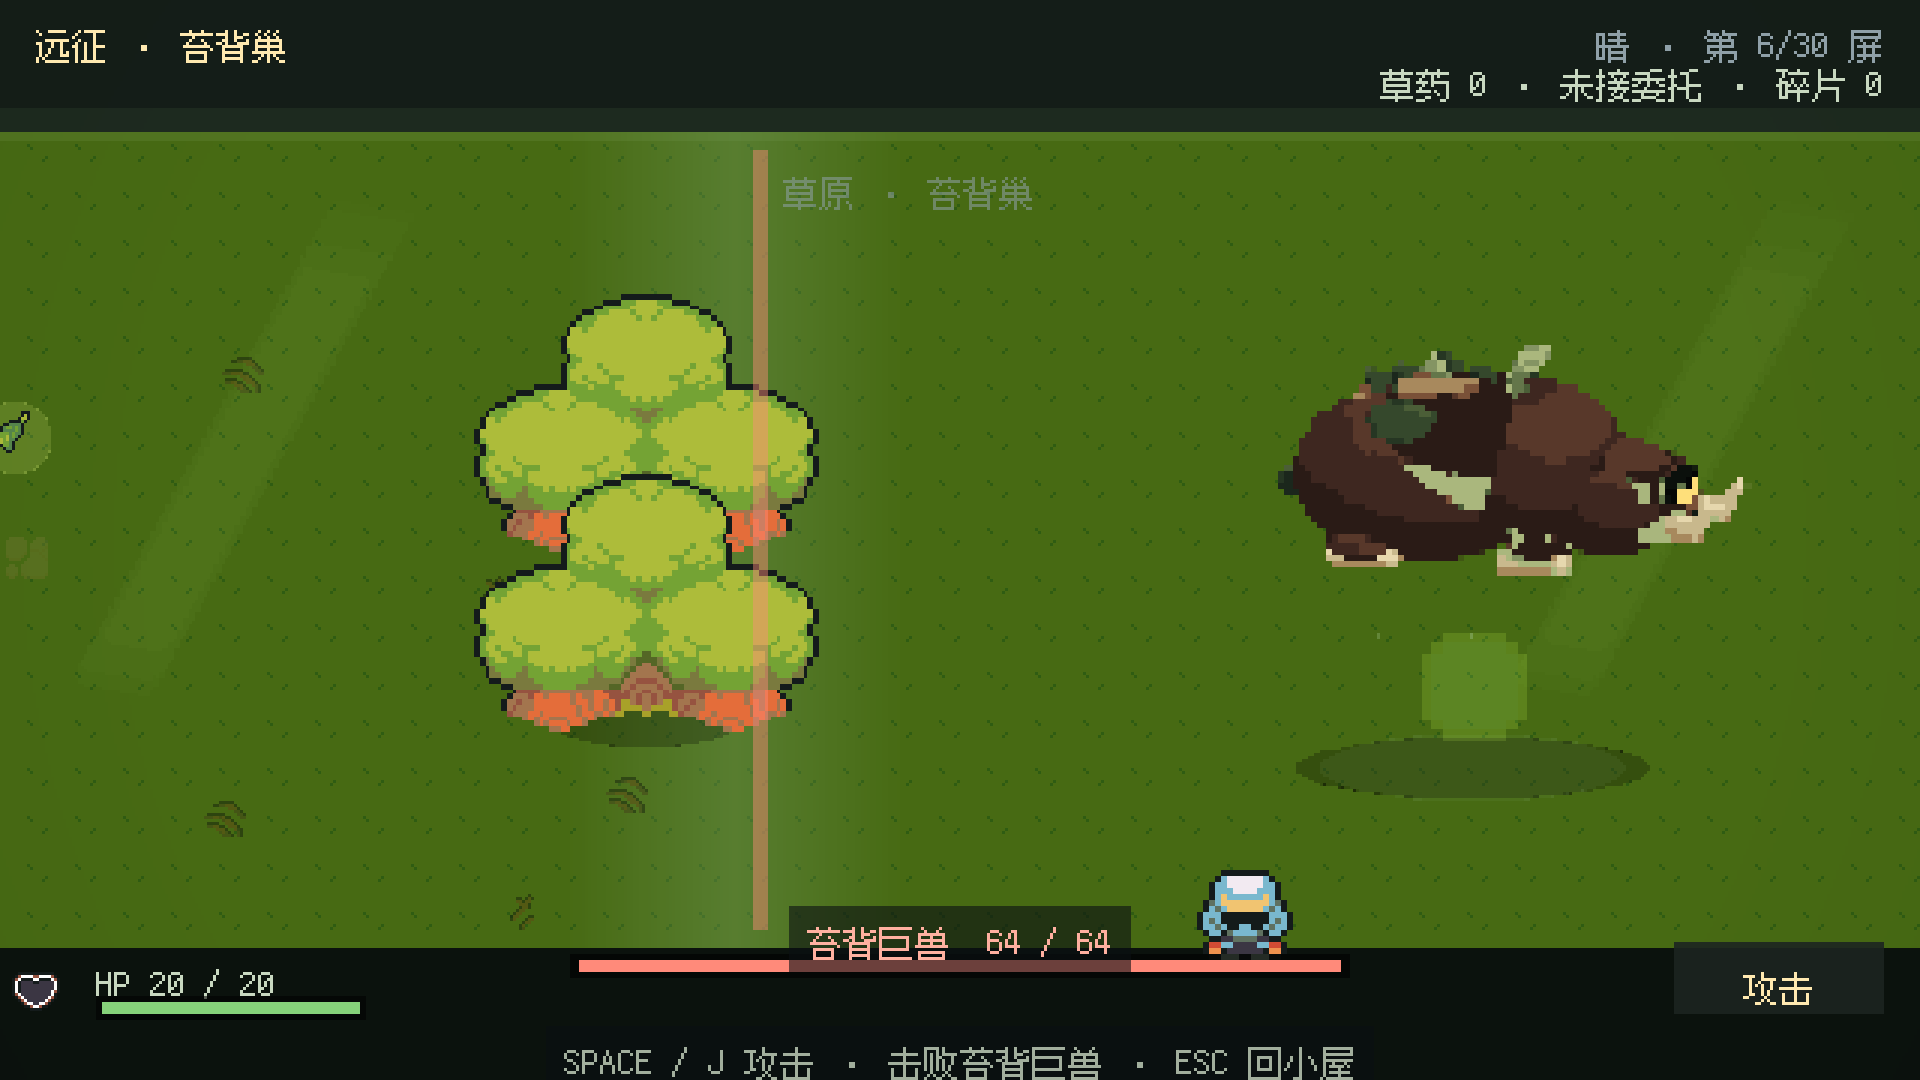 远征 · 苔背巢
晴 · 第 6/30 屏
草药 0 · 未接委托 · 碎片 0
草原 · 苔背巢
苔背巨兽 64 / 64
HP 20 / 20
攻击
SPACE / J 攻击 · 击败苔背巨兽 · ESC 回小屋